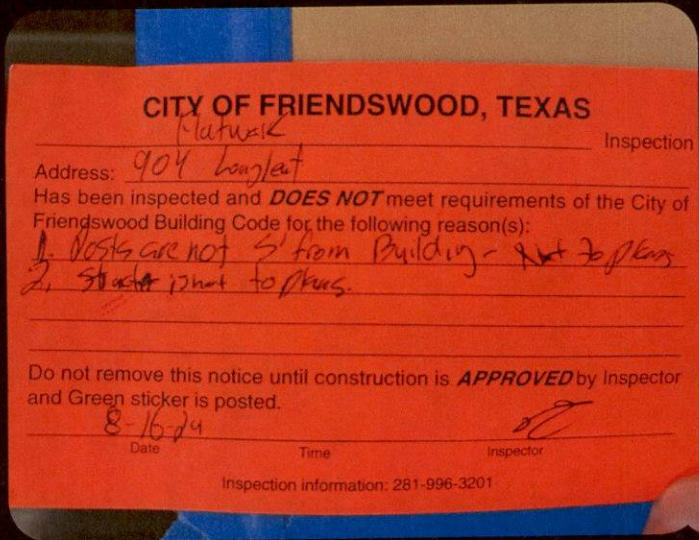 CITY OF FRIENDSWOOD, TEXAS
Inspection
Address: 904 Longleaf
Has been inspected and DOES NOT meet requirements of the City of
Friendswood Building Code for the following reason(s):
1. Posts are not 5' from Building - Not to plans
2. is not to plans.
Do not remove this notice until construction is APPROVED by Inspector
and Green sticker is posted.
8-16-24
Date Time Inspector
Inspection information: 281-996-3201